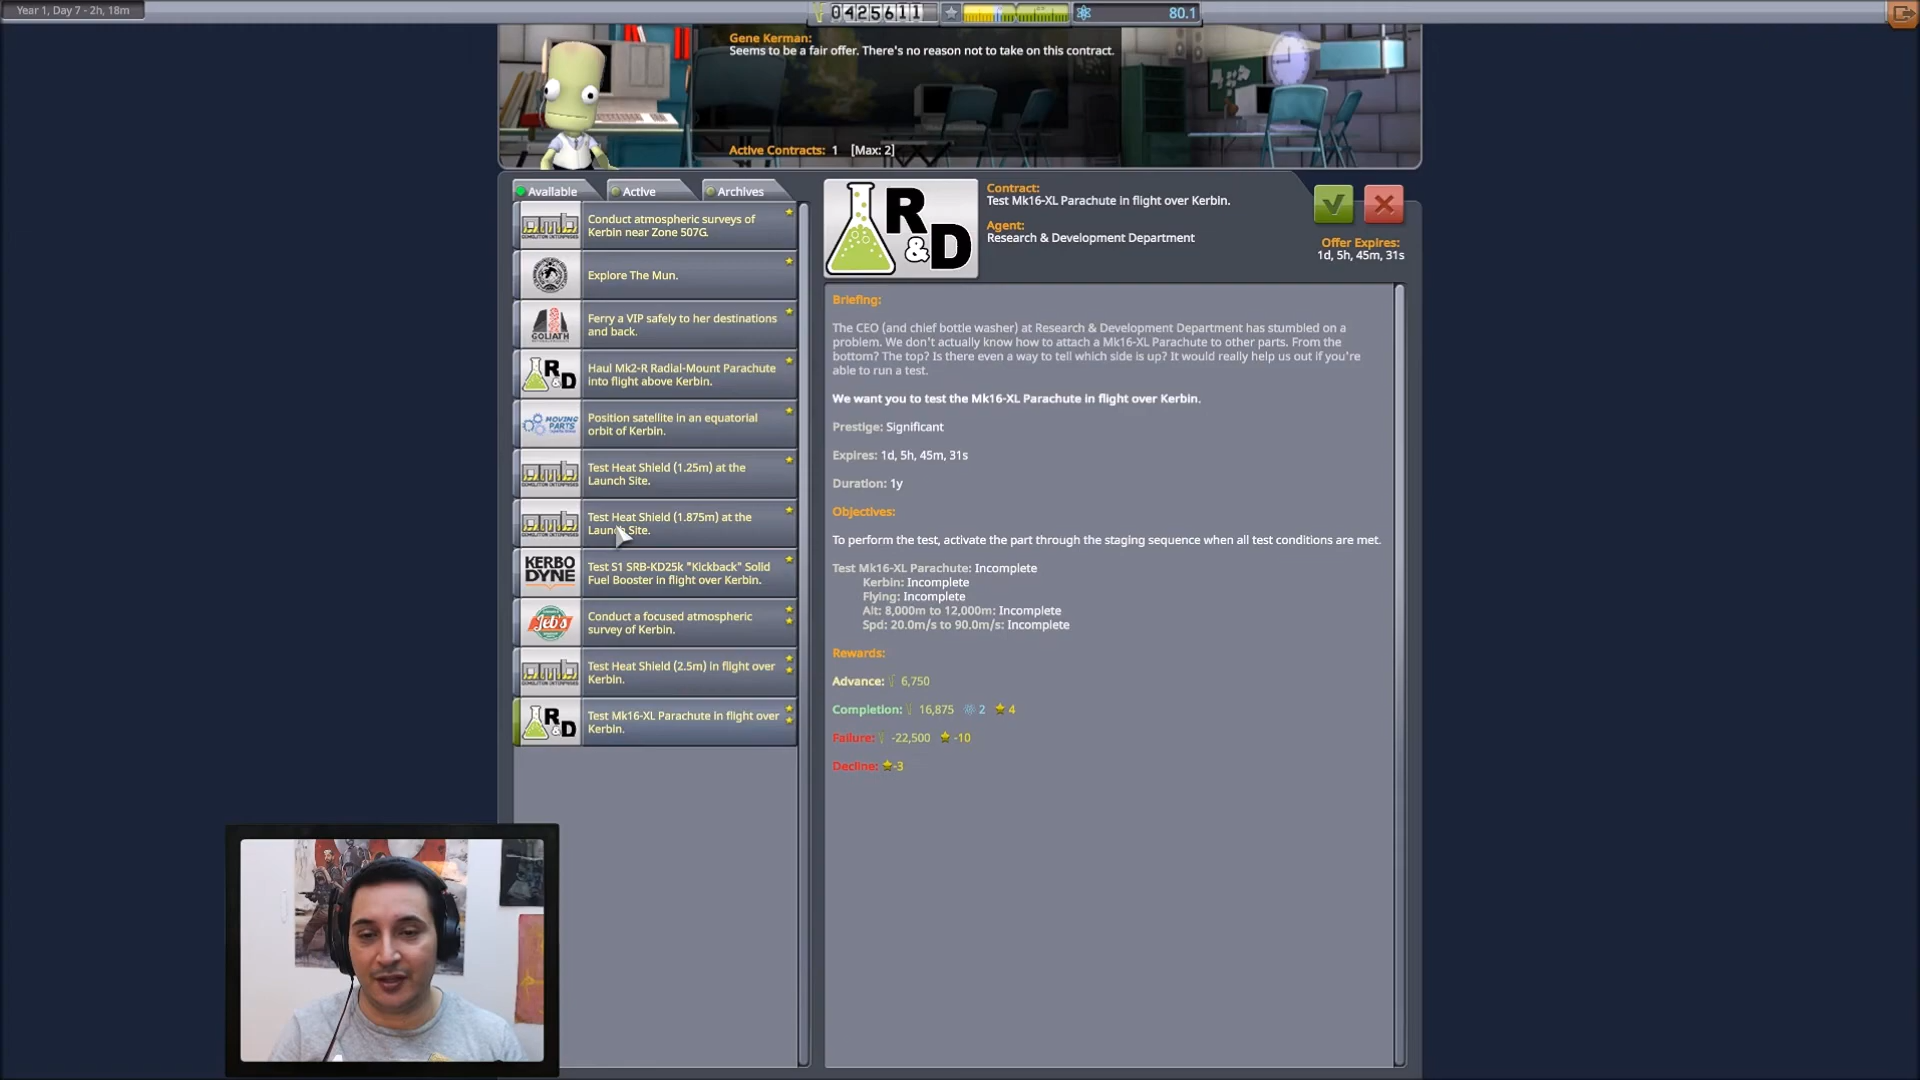 Year 1, Day 7 - 2h, 18m
0425611
80.1
Gene Kerman:
Seems to be a fair offer. There's no reason not to take on this contract.
Active Contracts: 1 [Max: 2]
Available
Active
Archives
Conduct atmospheric surveys of
Kerbin near Zone 507G.
Explore The Mun.
GOLIATH
Ferry a VIP safely to her destinations
and back.
R&D
Haul Mk2-R Radial-Mount Parachute
into flight above Kerbin.
MOVING
PARTS
Position satellite in an equatorial
orbit of Kerbin.
Test Heat Shield (1.25m) at the
Launch Site.
Test Heat Shield (1.875m) at the
Launch Site.
KERBO
DYNE
Test S1 SRB-KD25k "Kickback" Solid
Fuel Booster in flight over Kerbin.
Jeb's
Conduct a focused atmospheric
survey of Kerbin.
Test Heat Shield (2.5m) in flight over
Kerbin.
R&D
Test Mk16-XL Parachute in flight over
Kerbin.
R&D
Contract:
Test Mk16-XL Parachute in flight over Kerbin.
Agent:
Research & Development Department
Offer Expires:
1d, 5h, 45m, 31s
Briefing:
The CEO (and chief bottle washer) at Research & Development Department has stumbled on a
problem. We don't actually know how to attach a Mk16-XL Parachute to other parts. From the
bottom? The top? Is there even a way to tell which side is up? It would really help us out if you're
able to run a test.
We want you to test the Mk16-XL Parachute in flight over Kerbin.
Prestige: Significant
Expires: 1d, 5h, 45m, 31s
Duration: 1y
Objectives:
To perform the test, activate the part through the staging sequence when all test conditions are met.
Test Mk16-XL Parachute: Incomplete
Kerbin: Incomplete
Flying: Incomplete
Alt: 8,000m to 12,000m: Incomplete
Spd: 20.0m/s to 90.0m/s: Incomplete
Rewards:
Advance: 6,750
Completion: 16,875 2 4
Failure: -22,500 -10
Decline: -3